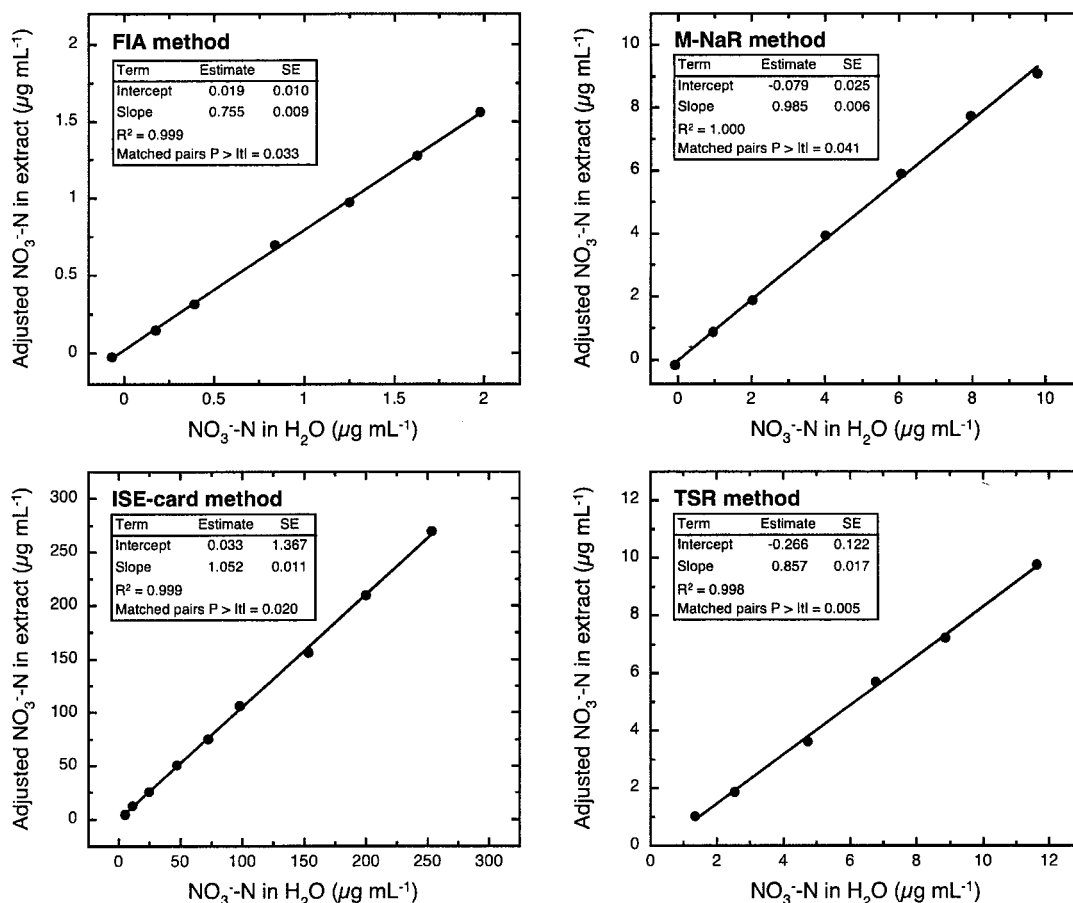 FIA method
Term Estimate SE
Intercept 0.019 0.010
Slope 0.755 0.009
R² = 0.999
Matched pairs P > ltl = 0.033
Adjusted NO₃⁻-N in extract (µg mL⁻¹)
2
1.5
1
0.5
0
0 0.5 1 1.5 2
NO₃⁻-N in H₂O (µg mL⁻¹)
M-NaR method
Term Estimate SE
Intercept -0.079 0.025
Slope 0.985 0.006
R² = 1.000
Matched pairs P > ltl = 0.041
Adjusted NO₃⁻-N in extract (µg mL⁻¹)
10
8
6
4
2
0
0 2 4 6 8 10
NO₃⁻-N in H₂O (µg mL⁻¹)
ISE-card method
Term Estimate SE
Intercept 0.033 1.367
Slope 1.052 0.011
R² = 0.999
Matched pairs P > ltl = 0.020
Adjusted NO₃⁻-N in extract (µg mL⁻¹)
300
250
200
150
100
50
0
0 50 100 150 200 250 300
NO₃⁻-N in H₂O (µg mL⁻¹)
TSR method
Term Estimate SE
Intercept -0.266 0.122
Slope 0.857 0.017
R² = 0.998
Matched pairs P > ltl = 0.005
Adjusted NO₃⁻-N in extract (µg mL⁻¹)
12
10
8
6
4
2
0
0 2 4 6 8 10 12
NO₃⁻-N in H₂O (µg mL⁻¹)